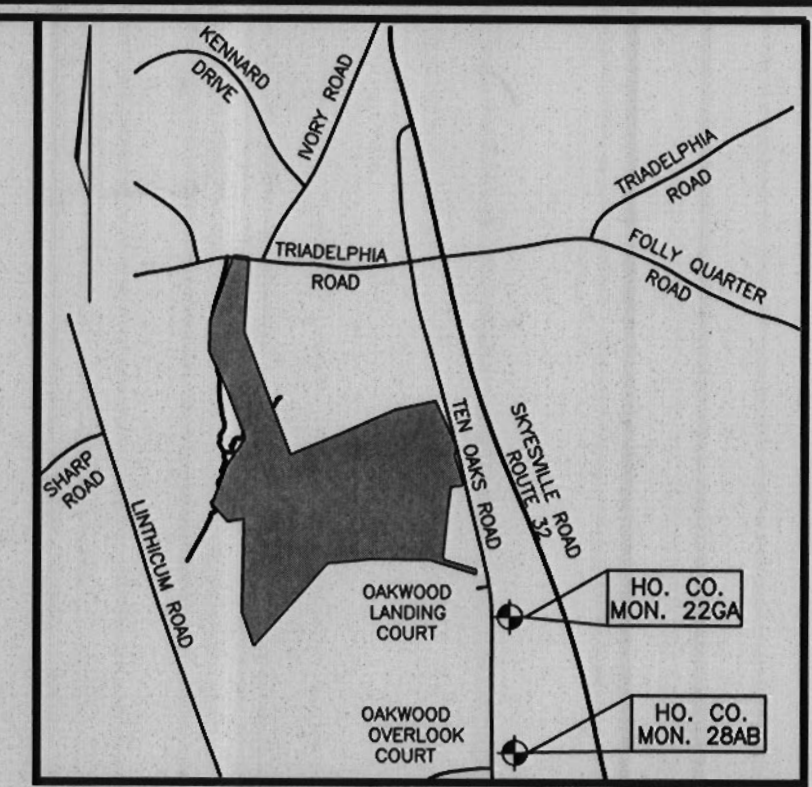 KENNARD
DRIVE
IVORY ROAD
TRIADELPHIA
ROAD
TRIADELPHIA
ROAD
FOLLY QUARTER
ROAD
SHARP
ROAD
LINTHICUM ROAD
TEN OAKS ROAD
SKYESVILLE ROAD
ROUTE 32
OAKWOOD
LANDING
COURT
HO. CO.
MON. 22GA
OAKWOOD
OVERLOOK
COURT
HO. CO.
MON. 28AB